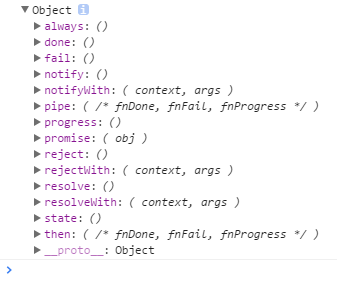 Object i
always: ()
done: ()
fail: ()
notify: ()
notifyWith: ( context, args )
pipe: ( /* fnDone, fnFail, fnProgress */ )
progress: ()
promise: ( obj )
reject: ()
rejectWith: ( context, args )
resolve: ()
resolveWith: ( context, args )
state: ()
then: ( /* fnDone, fnFail, fnProgress */ )
__proto__: Object